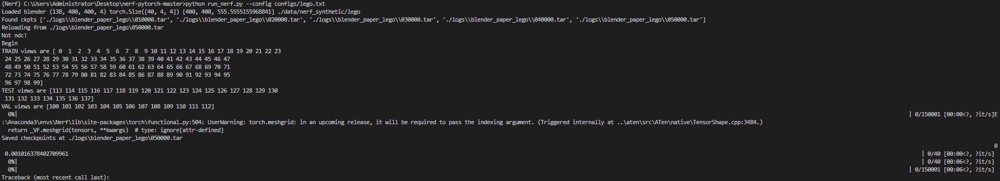 (Nerf) C:\Users\Administrator\Desktop\nerf-pytorch-master>python run_nerf.py --config configs/lego.txt
Loaded blender (138, 400, 400, 4) torch.Size([40, 4, 4]) [400, 400, 555.5555155968841] ./data/nerf_synthetic/lego
Found ckpts ['./logs\\blender_paper_lego\\010000.tar', './logs\\blender_paper_lego\\020000.tar', './logs\\blender_paper_lego\\030000.tar', './logs\\blender_paper_lego\\040000.tar', './logs\\blender_paper_lego\\050000.tar']
Reloading from ./logs\blender_paper_lego\050000.tar
Not ndc!
Begin
TRAIN views are [ 0  1  2  3  4  5  6  7  8  9 10 11 12 13 14 15 16 17 18 19 20 21 22 23
 24 25 26 27 28 29 30 31 32 33 34 35 36 37 38 39 40 41 42 43 44 45 46 47
 48 49 50 51 52 53 54 55 56 57 58 59 60 61 62 63 64 65 66 67 68 69 70 71
 72 73 74 75 76 77 78 79 80 81 82 83 84 85 86 87 88 89 90 91 92 93 94 95
 96 97 98 99]
TEST views are [113 114 115 116 117 118 119 120 121 122 123 124 125 126 127 128 129 130
 131 132 133 134 135 136 137]
VAL views are [100 101 102 103 104 105 106 107 108 109 110 111 112]
  0%| | 0/150001 [00:00<?, ?it/s]E
:\Anaconda3\envs\Nerf\lib\site-packages\torch\functional.py:504: UserWarning: torch.meshgrid: in an upcoming release, it will be required to pass the indexing argument. (Triggered internally at ..\aten\src\ATen\native\TensorShape.cpp:3484.)
  return _VF.meshgrid(tensors, **kwargs)  # type: ignore[attr-defined]
Saved checkpoints at ./logs\blender_paper_lego\050000.tar
0
 0.001016378402709961 | 0/40 [00:00<?, ?it/s]
  0%| | 0/40 [00:06<?, ?it/s]
  0%| | 0/150001 [00:06<?, ?it/s]
Traceback (most recent call last):